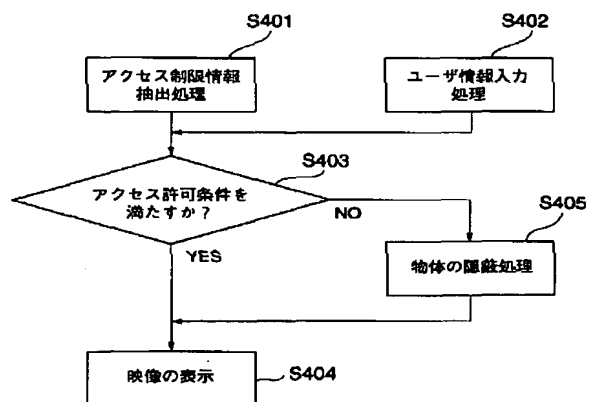 S401
アクセス制限情報
抽出処理
S402
ユーザ情報入力
処理
S403
アクセス許可条件を
満たすか？
NO
YES
S405
物体の隠蔽処理
映像の表示
S404